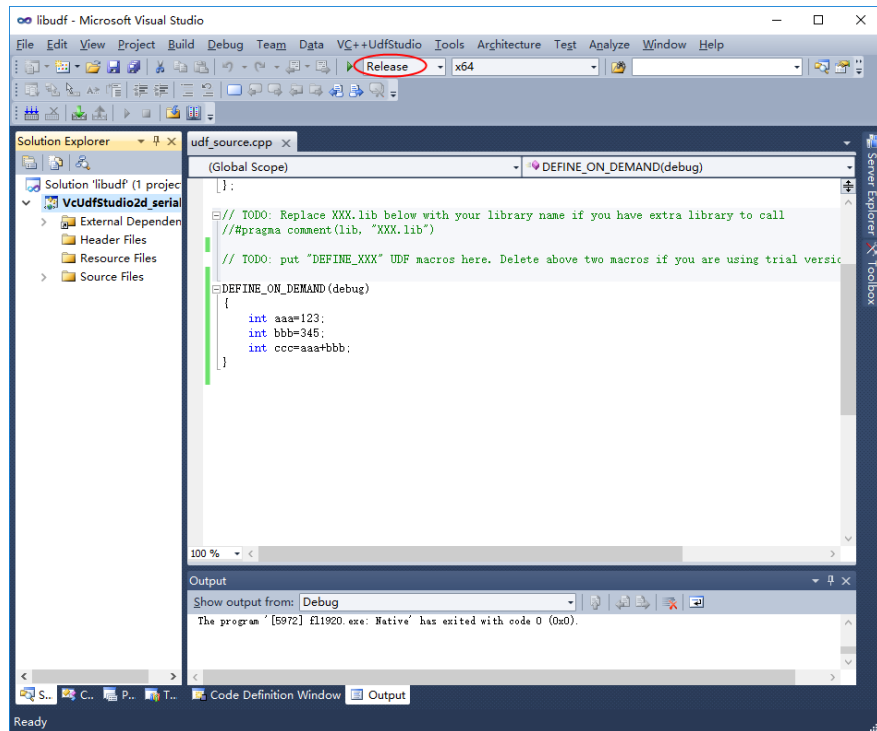 libudf - Microsoft Visual Studio
File Edit View Project Build Debug Team Data VC++UdfStudio Tools Architecture Test Analyze Window Help
Release x64
Solution Explorer
udf_source.cpp
(Global Scope) DEFINE_ON_DEMAND(debug)
Solution 'libudf' (1 projec
VcUdfStudio2d_serial
External Dependen
Header Files
Resource Files
Source Files
};
// TODO: Replace XXX.lib below with your library name if you have extra library to call
//#pragma comment(lib, "XXX.lib")
// TODO: put "DEFINE_XXX" UDF macros here. Delete above two macros if you are using trial versio
DEFINE_ON_DEMAND(debug)
{
int aaa=123;
int bbb=345;
int ccc=aaa+bbb;
}
Server Explorer
Toolbox
100 %
Output
Show output from: Debug
The program '[5972] fl1920.exe: Native' has exited with code 0 (0x0).
S... C... P... T...
Code Definition Window Output
Ready